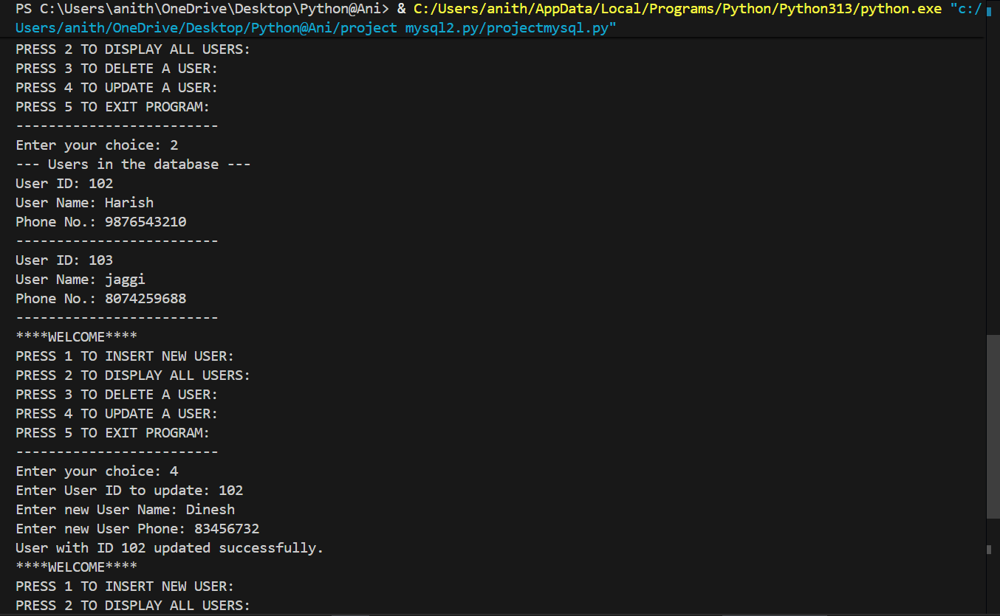 PS C:\Users\anith\OneDrive\Desktop\Python@Ani> & C:/Users/anith/AppData/Local/Programs/Python/Python313/python.exe "c:/
Users/anith/OneDrive/Desktop/Python@Ani/project mysql2.py/projectmysql.py"
PRESS 2 TO DISPLAY ALL USERS:
PRESS 3 TO DELETE A USER:
PRESS 4 TO UPDATE A USER:
PRESS 5 TO EXIT PROGRAM:
-------------------------
Enter your choice: 2
--- Users in the database ---
User ID: 102
User Name: Harish
Phone No.: 9876543210
-------------------------
User ID: 103
User Name: jaggi
Phone No.: 8074259688
-------------------------
****WELCOME****
PRESS 1 TO INSERT NEW USER:
PRESS 2 TO DISPLAY ALL USERS:
PRESS 3 TO DELETE A USER:
PRESS 4 TO UPDATE A USER:
PRESS 5 TO EXIT PROGRAM:
-------------------------
Enter your choice: 4
Enter User ID to update: 102
Enter new User Name: Dinesh
Enter new User Phone: 83456732
User with ID 102 updated successfully.
****WELCOME****
PRESS 1 TO INSERT NEW USER:
PRESS 2 TO DISPLAY ALL USERS: